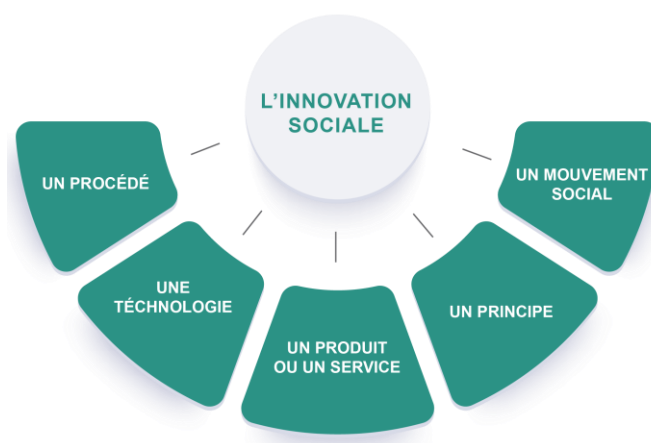 L'INNOVATION
SOCIALE
UN PROCÉDÉ
UNE
TÉCHNOLOGIE
UN PRODUIT
OU UN SERVICE
UN PRINCIPE
UN MOUVEMENT
SOCIAL